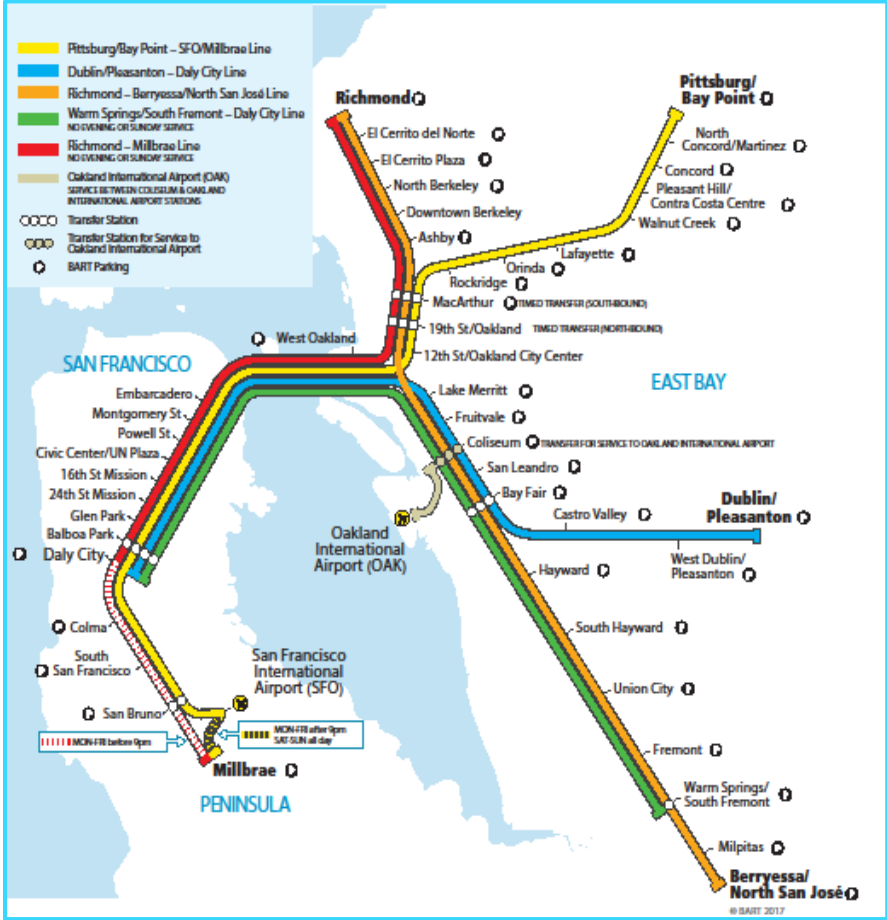 Pittsburg/Bay Point – SFO/Millbrae Line
Dublin/Pleasanton – Daly City Line
Richmond – Berryessa/North San José Line
Warm Springs/South Fremont – Daly City Line
NO EVENING OR SUNDAY SERVICE
Richmond – Millbrae Line
NO EVENING OR SUNDAY SERVICE
Oakland International Airport (OAK)
SERVICE BETWEEN COLISEUM & OAKLAND
INTERNATIONAL AIRPORT STATIONS
Transfer Station
Transfer Station for Service to
Oakland International Airport
BART Parking
Richmond
El Cerrito del Norte
El Cerrito Plaza
North Berkeley
Downtown Berkeley
Ashby
Pittsburg/
Bay Point
North
Concord/Martinez
Concord
Pleasant Hill/
Contra Costa Centre
Walnut Creek
Lafayette
Orinda
Rockridge
MacArthur
TIMED TRANSFER (SOUTHBOUND)
19th St/Oakland
TIMED TRANSFER (NORTHBOUND)
12th St/Oakland City Center
West Oakland
SAN FRANCISCO
EAST BAY
Embarcadero
Montgomery St
Powell St
Civic Center/UN Plaza
16th St Mission
24th St Mission
Glen Park
Balboa Park
Daly City
Colma
South
San Francisco
San Bruno
San Francisco
International
Airport (SFO)
MON-FRI before 9pm
MON-FRI after 9pm
SAT-SUN all day
Millbrae
PENINSULA
Lake Merritt
Fruitvale
Coliseum
TRANSFER FOR SERVICE TO OAKLAND INTERNATIONAL AIRPORT
San Leandro
Bay Fair
Oakland
International
Airport (OAK)
Castro Valley
Dublin/
Pleasanton
West Dublin/
Pleasanton
Hayward
South Hayward
Union City
Fremont
Warm Springs/
South Fremont
Milpitas
Berryessa/
North San José
© BART 2017